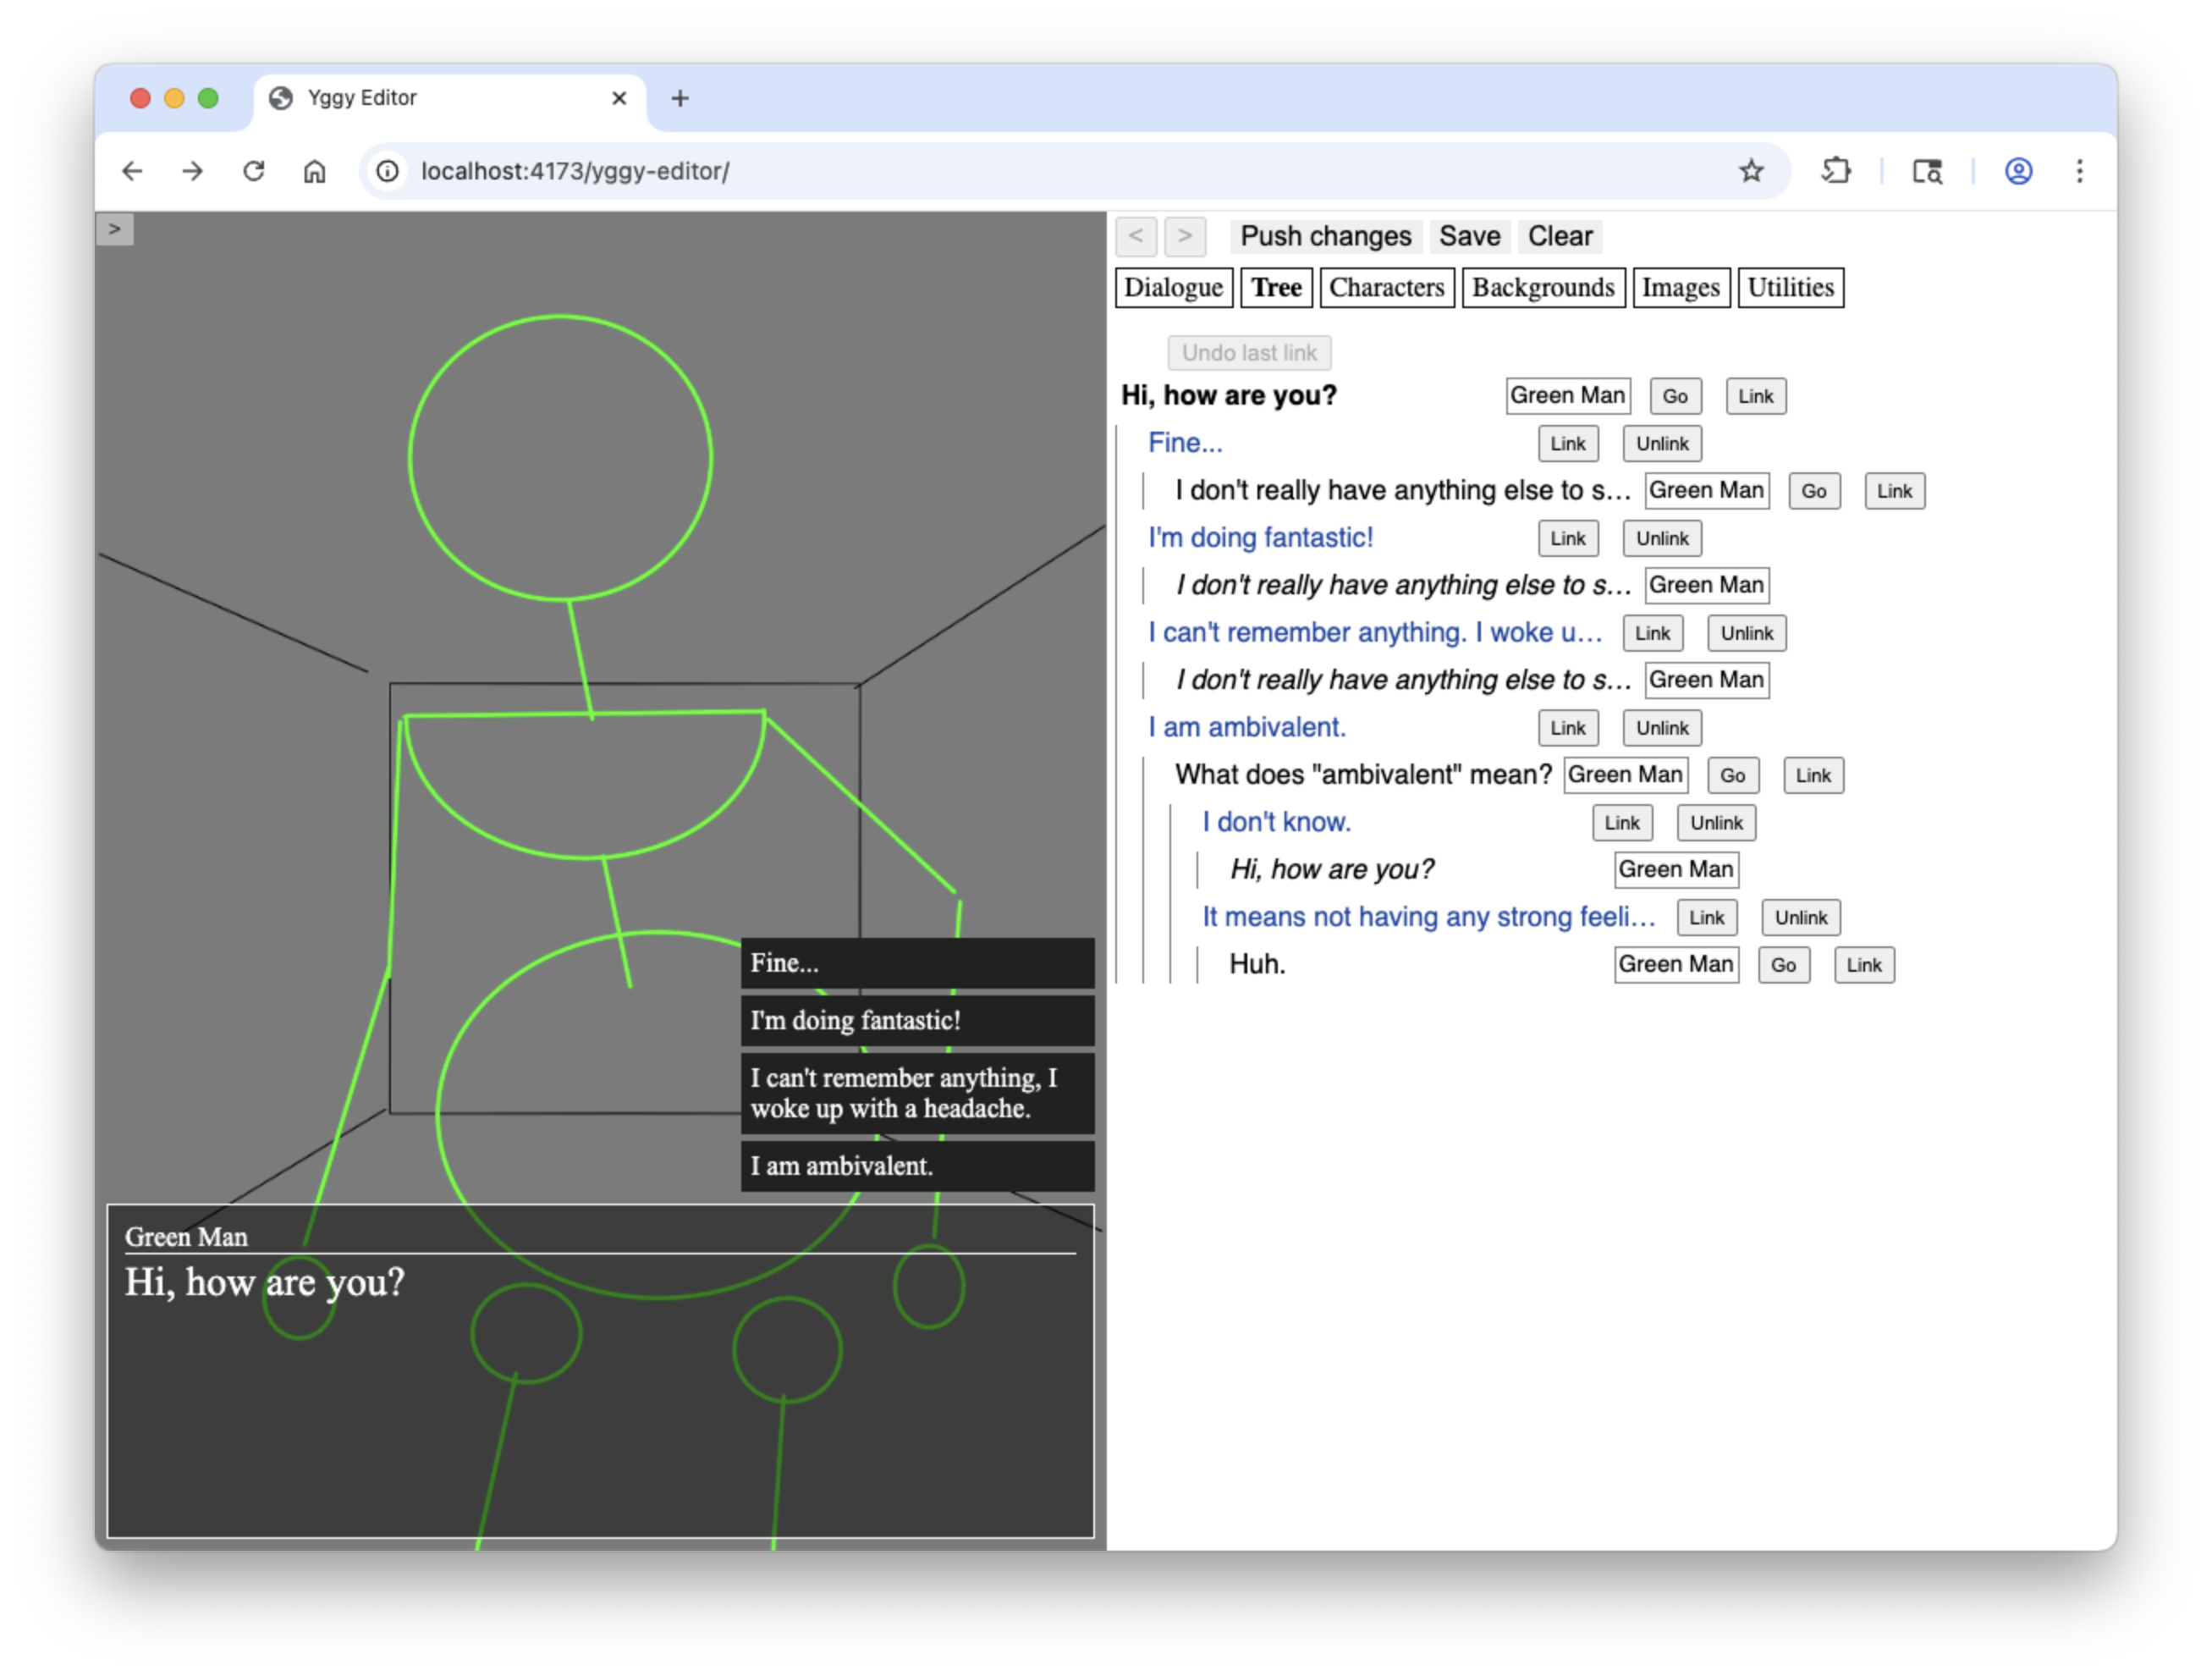 Yggy Editor
localhost:4173/yggy-editor/
>
< > Push changes Save Clear
Dialogue Tree Characters Backgrounds Images Utilities
Undo last link
Hi, how are you? Green Man Go Link
Fine... Link Unlink
I don't really have anything else to s... Green Man Go Link
I'm doing fantastic! Link Unlink
I don't really have anything else to s... Green Man
I can't remember anything. I woke u... Link Unlink
I don't really have anything else to s... Green Man
I am ambivalent. Link Unlink
What does "ambivalent" mean? Green Man Go Link
I don't know. Link Unlink
Hi, how are you? Green Man
It means not having any strong feeli... Link Unlink
Huh. Green Man Go Link
Fine...
I'm doing fantastic!
I can't remember anything, I
woke up with a headache.
I am ambivalent.
Green Man
Hi, how are you?